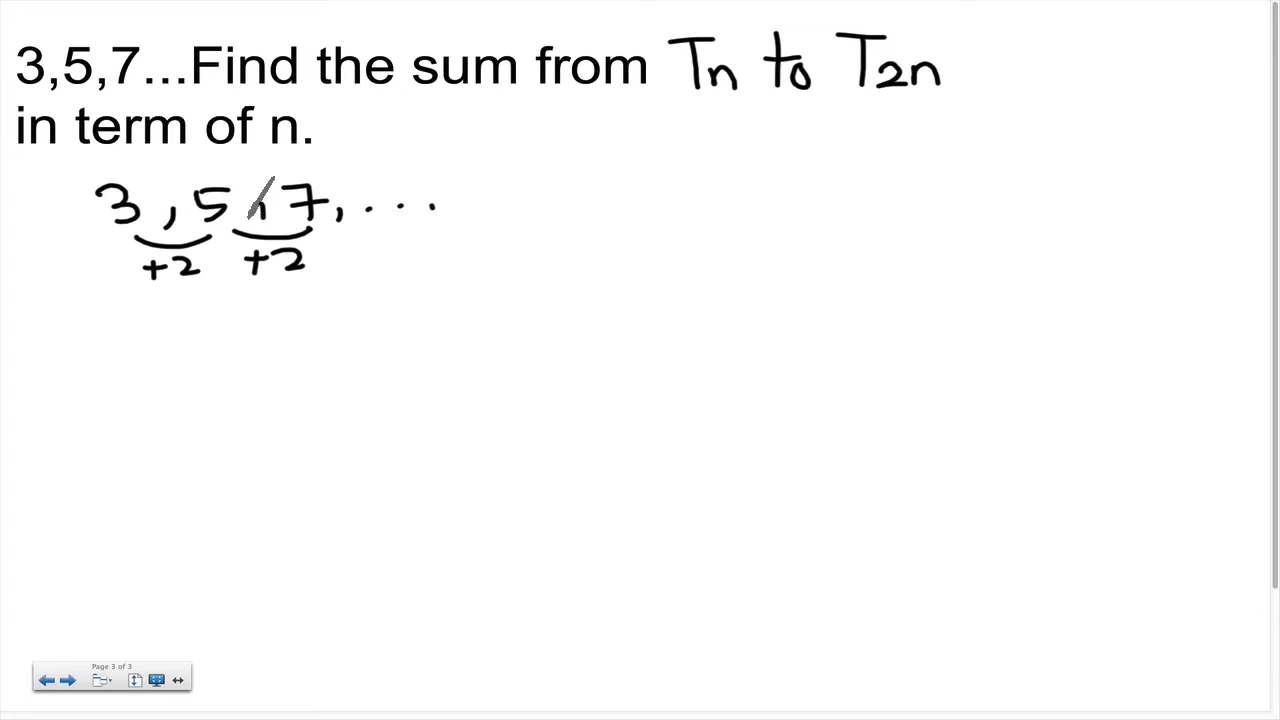 3,5,7...Find the sum from Tn to T2n
in term of n.
3 , 5 , 7 , . . .
+2 +2
Page 3 of 3